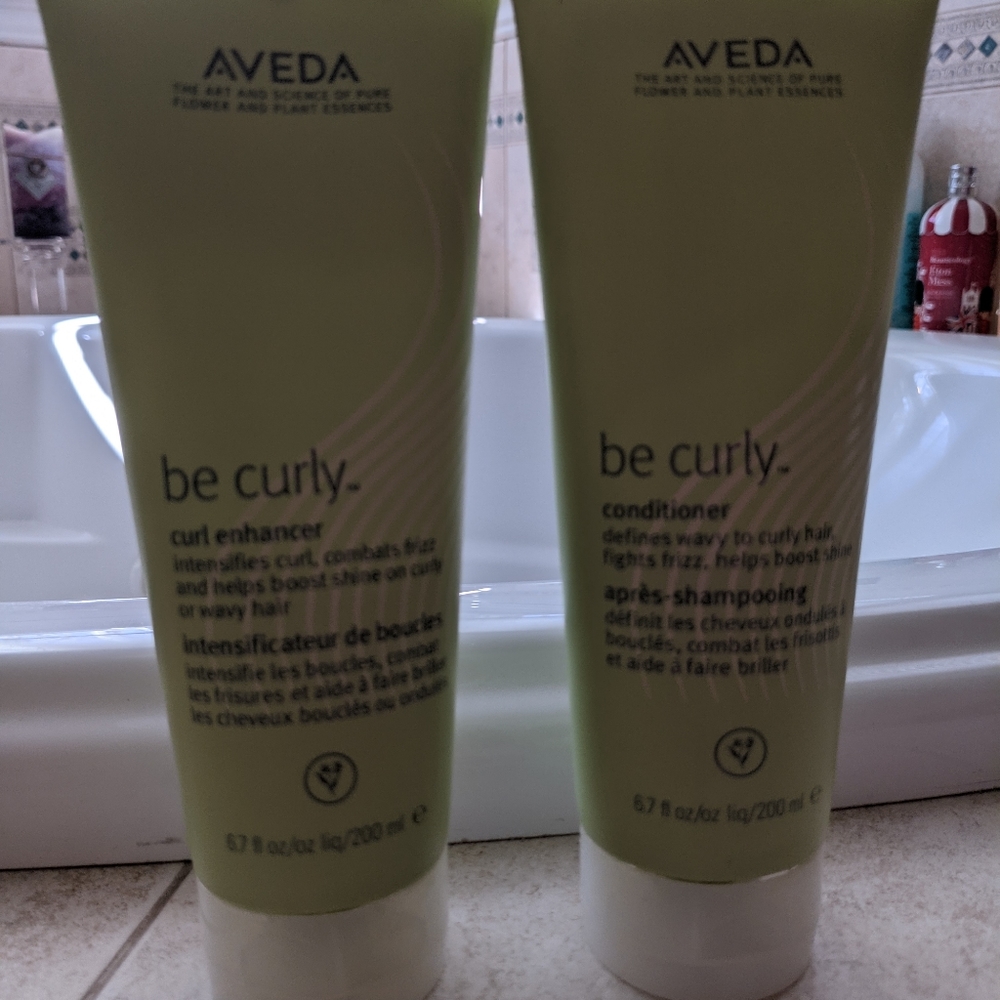 AVEDA
THE ART AND SCIENCE OF PURE
FLOWER AND PLANT ESSENCES
be curly™
curl enhancer
intensifies curl, combats frizz
and helps boost shine on curly
or wavy hair
intensificateur de boucles
intensifie les boucles, combat
les frisures et aide à faire briller
les cheveux bouclés ou ondulés
6.7 fl oz/oz liq/200 ml e
AVEDA
THE ART AND SCIENCE OF PURE
FLOWER AND PLANT ESSENCES
be curly™
conditioner
defines wavy to curly hair,
fights frizz, helps boost shine
après-shampooing
définit les cheveux ondulés à
bouclés, combat les frisottis
et aide à faire briller
6.7 fl oz/oz liq/200 ml e
Eton
Mess